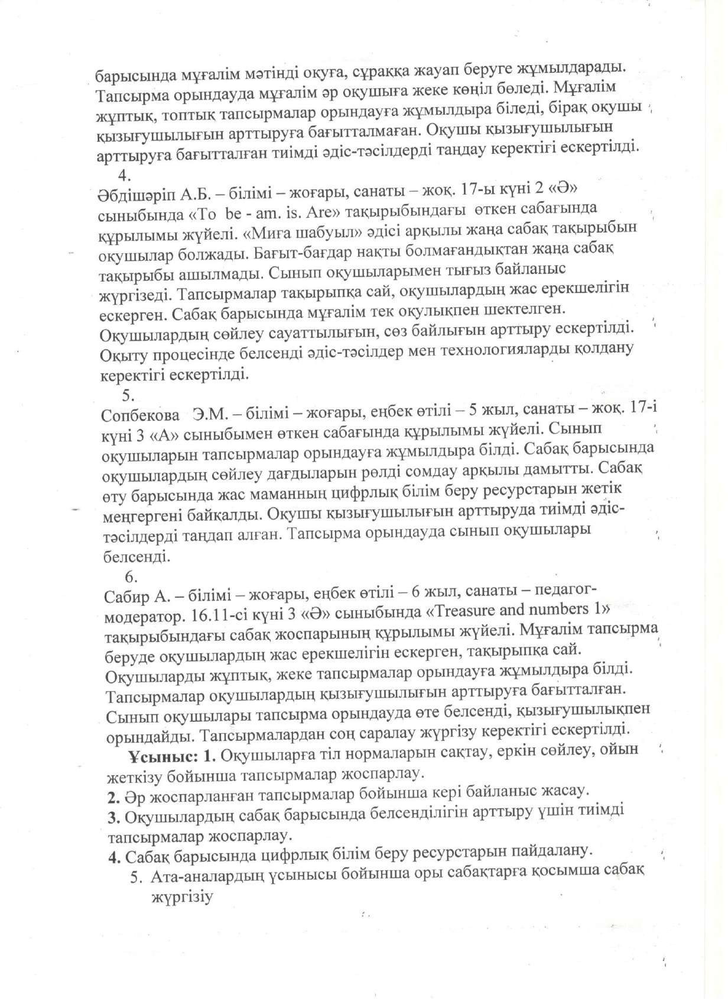 барысында мұғалім мәтінді оқуға, сұраққа жауап беруге жұмылдарады.
Тапсырма орындауда мұғалім әр оқушыға жеке көңіл бөледі. Мұғалім
жұптық, топтық тапсырмалар орындауға жұмылдыра біледі, бірақ оқушы
қызығушылығын арттыруға бағытталмаған. Оқушы қызығушылығын
арттыруға бағытталған тиімді әдіс-тәсілдерді таңдау керектігі ескертілді.
4.
Әбдішәріп А.Б. – білімі – жоғары, санаты – жоқ. 17-ы күні 2 «Ә»
сыныбында «To be - am. is. Are» тақырыбындағы өткен сабағында
құрылымы жүйелі. «Миға шабуыл» әдісі арқылы жаңа сабақ тақырыбын
оқушылар болжады. Бағыт-бағдар нақты болмағандықтан жаңа сабақ
тақырыбы ашылмады. Сынып оқушыларымен тығыз байланыс
жүргізеді. Тапсырмалар тақырыпқа сай, оқушылардың жас ерекшелігін
ескерген. Сабақ барысында мұғалім тек оқулықпен шектелген.
Оқушылардың сөйлеу сауаттылығын, сөз байлығын арттыру ескертілді.
Оқыту процесінде белсенді әдіс-тәсілдер мен технологияларды қолдану
керектігі ескертілді.
5.
Сопбекова Э.М. – білімі – жоғары, еңбек өтілі – 5 жыл, санаты – жоқ. 17-і
күні 3 «А» сыныбымен өткен сабағында құрылымы жүйелі. Сынып
оқушыларын тапсырмалар орындауға жұмылдыра білді. Сабақ барысында
оқушылардың сөйлеу дағдыларын рөлді сомдау арқылы дамытты. Сабақ
өту барысында жас маманның цифрлық білім беру ресурстарын жетік
меңгергені байқалды. Оқушы қызығушылығын арттыруда тиімді әдіс-
тәсілдерді таңдап алған. Тапсырма орындауда сынып оқушылары
белсенді.
6.
Сабир А. – білімі – жоғары, еңбек өтілі – 6 жыл, санаты – педагог-
модератор. 16.11-сі күні 3 «Ә» сыныбында «Treasure and numbers 1»
тақырыбындағы сабақ жоспарының құрылымы жүйелі. Мұғалім тапсырма
беруде оқушылардың жас ерекшелігін ескерген, тақырыпқа сай.
Оқушыларды жұптық, жеке тапсырмалар орындауға жұмылдыра білді.
Тапсырмалар оқушылардың қызығушылығын арттыруға бағытталған.
Сынып оқушылары тапсырма орындауда өте белсенді, қызығушылықпен
орындайды. Тапсырмалардан соң саралау жүргізу керектігі ескертілді.
Ұсыныс: 1. Оқушыларға тіл нормаларын сақтау, еркін сөйлеу, ойын
жеткізу бойынша тапсырмалар жоспарлау.
2. Әр жоспарланған тапсырмалар бойынша кері байланыс жасау.
3. Оқушылардың сабақ барысында белсенділігін арттыру үшін тиімді
тапсырмалар жоспарлау.
4. Сабақ барысында цифрлық білім беру ресурстарын пайдалану.
5. Ата-аналардың үсынысы бойынша оры сабақтарға қосымша сабақ
жүргізіу